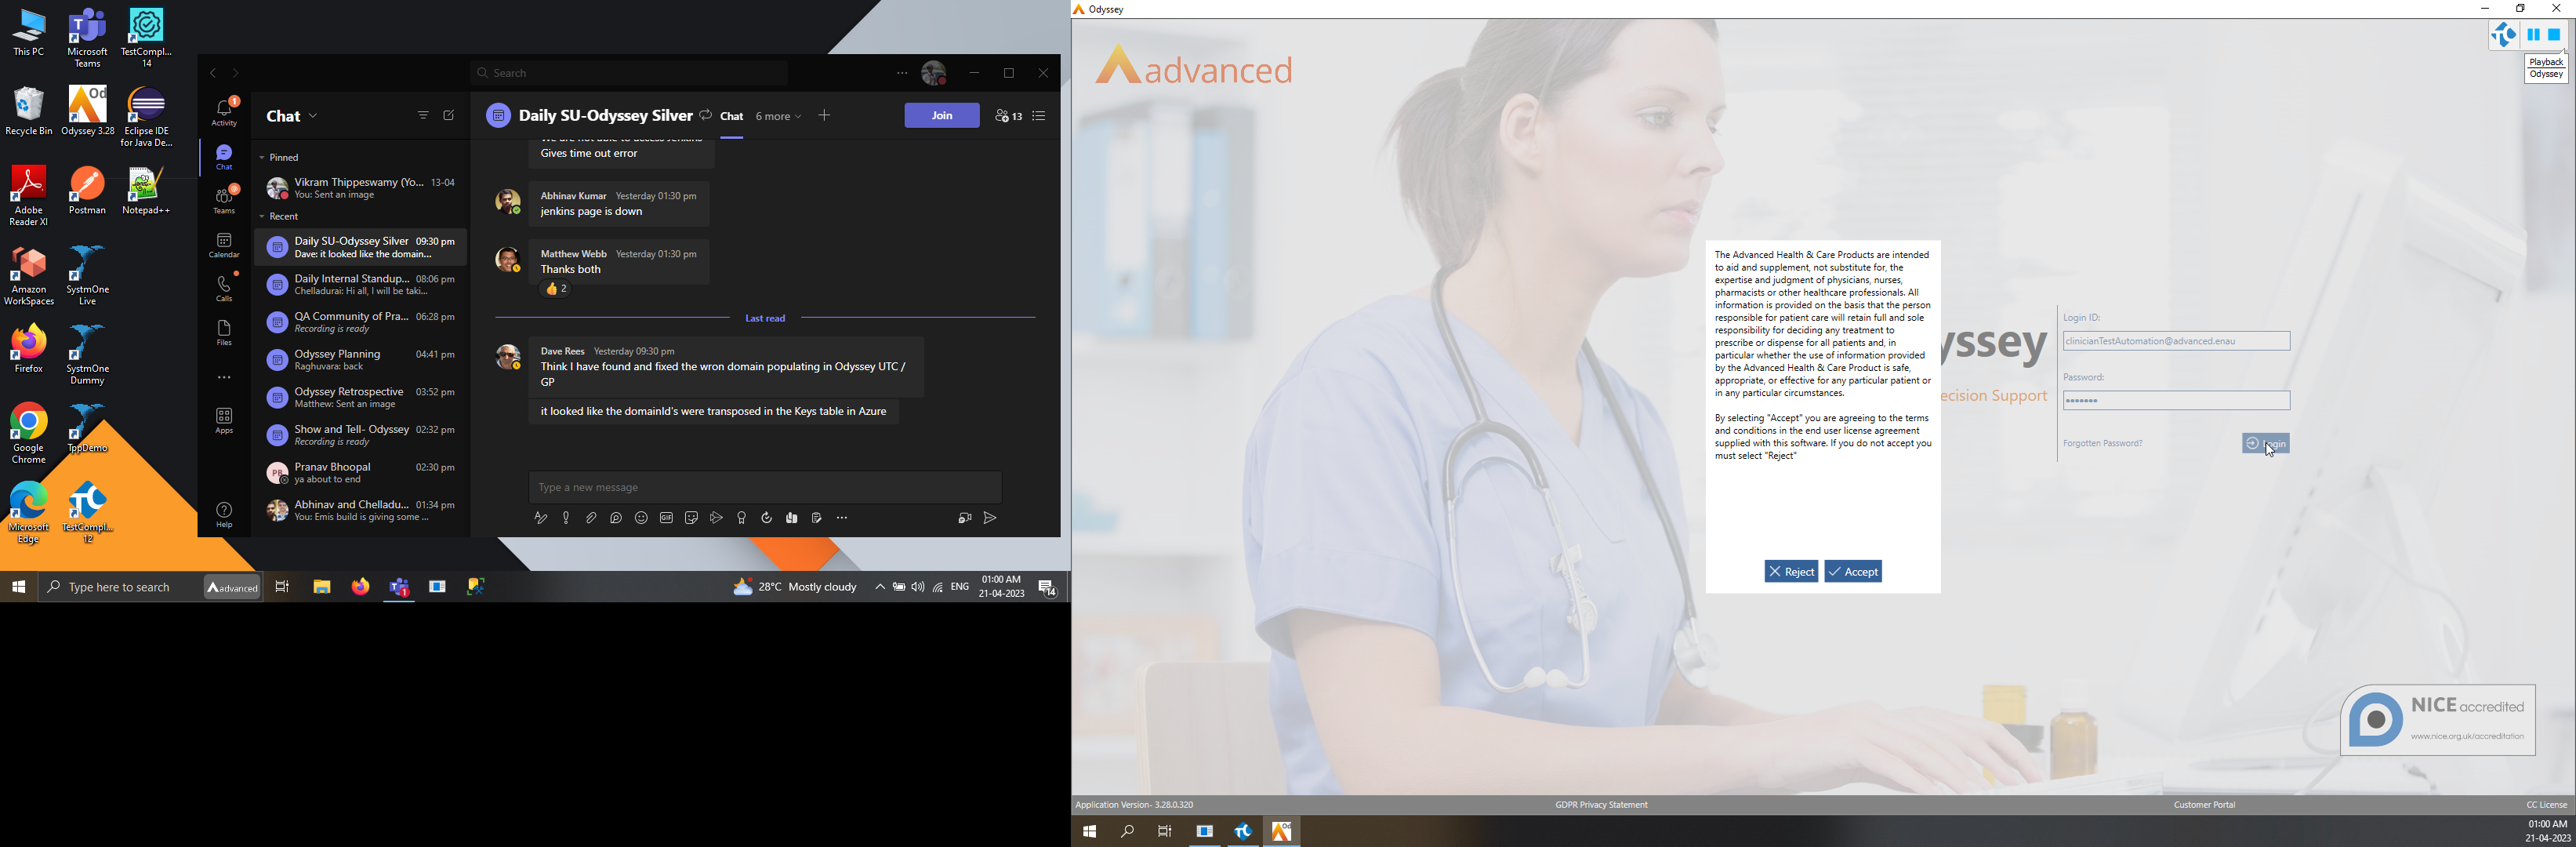 This PC
Microsoft
Teams
TestCompl...
14
Recycle Bin
Odyssey 3.28
Eclipse IDE
for Java De...
Adobe
Reader XI
Postman
Notepad++
Amazon
WorkSpaces
SystmOne
Live
Firefox
SystmOne
Dummy
Google
Chrome
TppDemo
Microsoft
Edge
TestCompl...
12
Search
Activity
1
Chat
Teams
Calendar
Calls
Files
Apps
Help
Chat
Pinned
Vikram Thippeswamy (Yo... 13-04
You: Sent an image
Recent
Daily SU-Odyssey Silver 09:30 pm
Dave: it looked like the domain...
Daily Internal Standup... 08:06 pm
Chelladurai: Hi all, I will be taki...
QA Community of Pra... 06:28 pm
Recording is ready
Odyssey Planning 04:41 pm
Raghuvara: back
Odyssey Retrospective 03:52 pm
Matthew: Sent an image
Show and Tell- Odyssey 02:32 pm
Recording is ready
PB
Pranav Bhoopal 02:30 pm
ya about to end
Abhinav and Chelladu... 01:34 pm
You: Emis build is giving some ...
Daily SU-Odyssey Silver
Chat
6 more
Join
13
We are not able to access Jenkins
Gives time out error
Abhinav Kumar Yesterday 01:30 pm
jenkins page is down
Matthew Webb Yesterday 01:30 pm
Thanks both
👍 2
Last read
Dave Rees Yesterday 09:30 pm
Think I have found and fixed the wron domain populating in Odyssey UTC /
GP
it looked like the domainId's were transposed in the Keys table in Azure
Type a new message
GIF
Type here to search
advanced
1
28°C Mostly cloudy
ENG
01:00 AM
21-04-2023
14
Odyssey
advanced
Playback
Odyssey
The Advanced Health & Care Products are intended
to aid and supplement, not substitute for, the
expertise and judgment of physicians, nurses,
pharmacists or other healthcare professionals. All
information is provided on the basis that the person
responsible for patient care will retain full and sole
responsibility for deciding any treatment to
prescribe or dispense for all patients and, in
particular whether the use of information provided
by the Advanced Health & Care Product is safe,
appropriate, or effective for any particular patient or
in any particular circumstances.
By selecting "Accept" you are agreeing to the terms
and conditions in the end user license agreement
supplied with this software. If you do not accept you
must select "Reject"
Reject
Accept
yssey
ecision Support
Login ID:
clinicianTestAutomation@advanced.enau
Password:
•••••••
Forgotten Password?
Login
NICE accredited
www.nice.org.uk/accreditation
Application Version- 3.28.0.320
GDPR Privacy Statement
Customer Portal
CC License
01:00 AM
21-04-2023